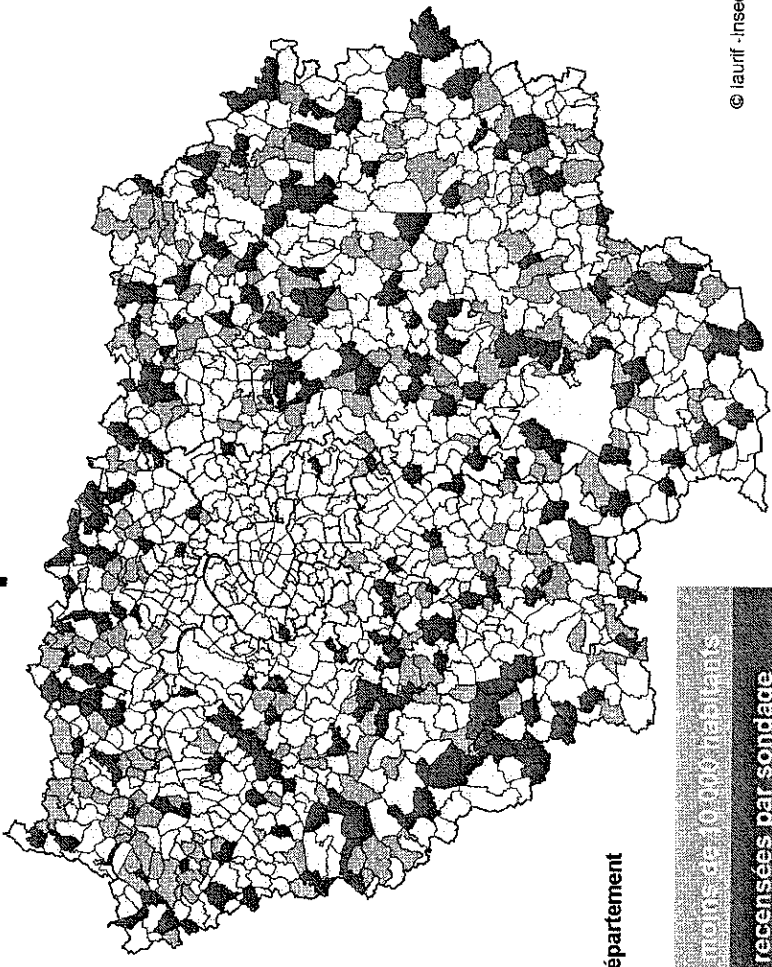 © Iaurif -Insee
épartement
moins de 10 000 habitants
recensées par sondage